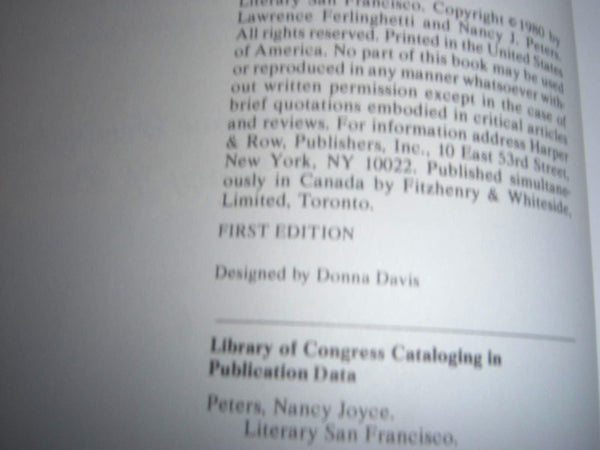 Literary San Francisco. Copyright © 1980 by
Lawrence Ferlinghetti and Nancy J. Peters.
All rights reserved. Printed in the United States
of America. No part of this book may be used
or reproduced in any manner whatsoever with-
out written permission except in the case of
brief quotations embodied in critical articles
and reviews. For information address Harper
& Row, Publishers, Inc., 10 East 53rd Street,
New York, NY 10022. Published simultane-
ously in Canada by Fitzhenry & Whiteside,
Limited, Toronto.
FIRST EDITION
Designed by Donna Davis
Library of Congress Cataloging in
Publication Data
Peters, Nancy Joyce.
Literary San Francisco.